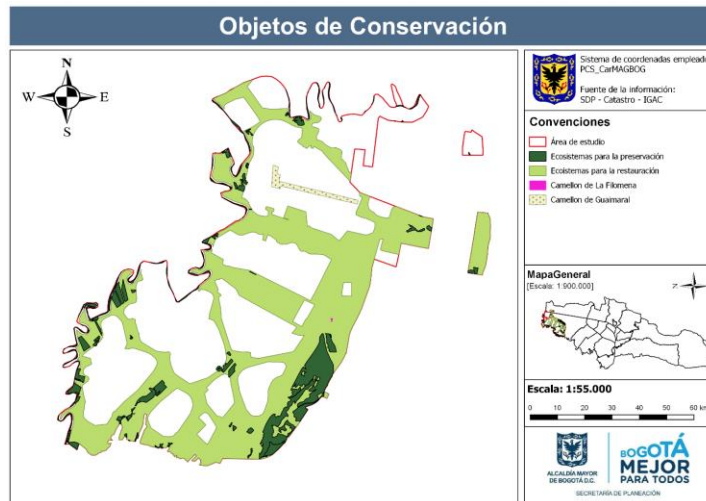 Objetos de Conservación
N
W E
S
Sistema de coordenadas empleado
PCS_CarMAGBOG
Fuente de la información:
SDP - Catastro - IGAC
Convenciones
Área de estudio
Ecosistemas para la preservación
Ecosistemas para la restauración
Camellon de La Filomena
Camellon de Guaimaral
MapaGeneral
[Escala: 1:900.000]
Escala: 1:55.000
0 10 20 30 40 50 60 km
ALCALDÍA MAYOR
DE BOGOTÁ D.C.
BOGOTÁ
MEJOR
PARA TODOS
SECRETARÍA DE PLANEACIÓN